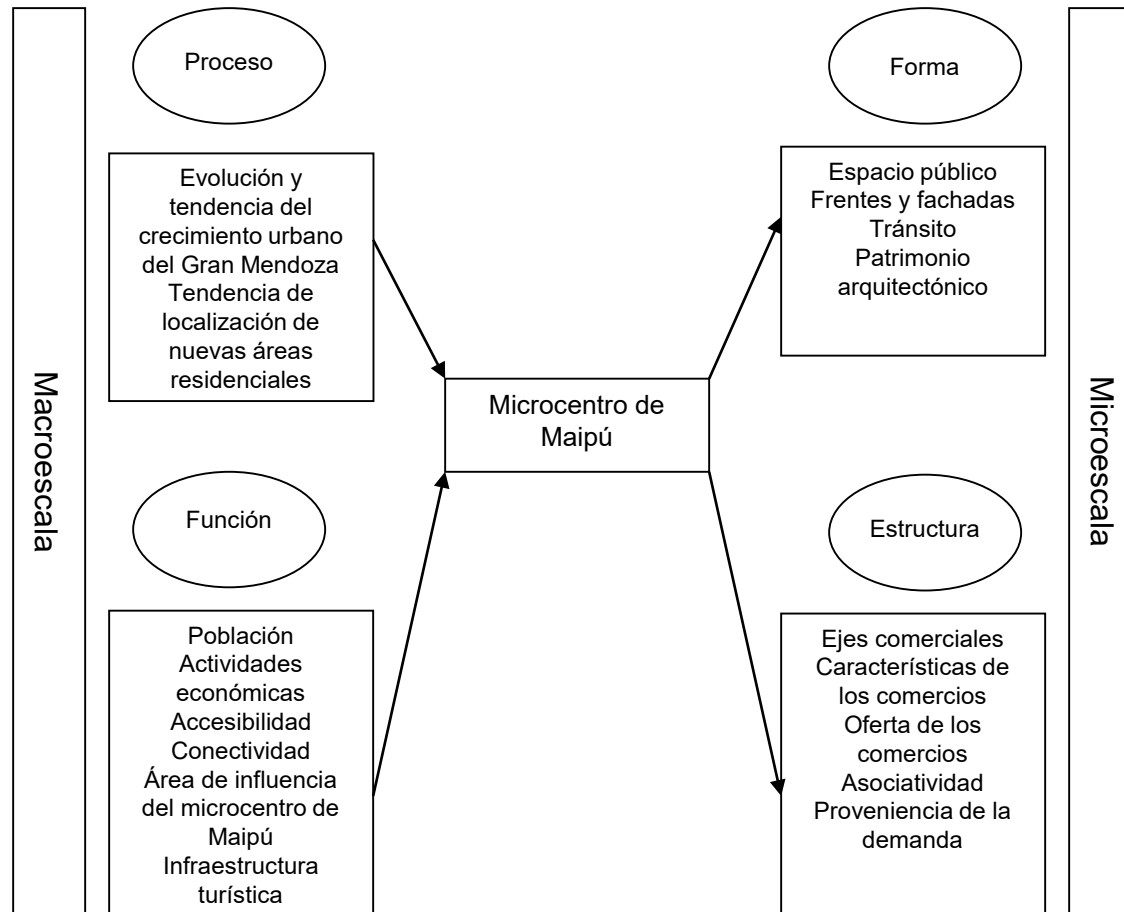 Macroescala
Proceso
Evolución y
tendencia del
crecimiento urbano
del Gran Mendoza
Tendencia de
localización de
nuevas áreas
residenciales
Función
Población
Actividades
económicas
Accesibilidad
Conectividad
Área de influencia
del microcentro de
Maipú
Infraestructura
turística
Microcentro de
Maipú
Forma
Espacio público
Frentes y fachadas
Tránsito
Patrimonio
arquitectónico
Estructura
Ejes comerciales
Características de
los comercios
Oferta de los
comercios
Asociatividad
Proveniencia de la
demanda
Microescala